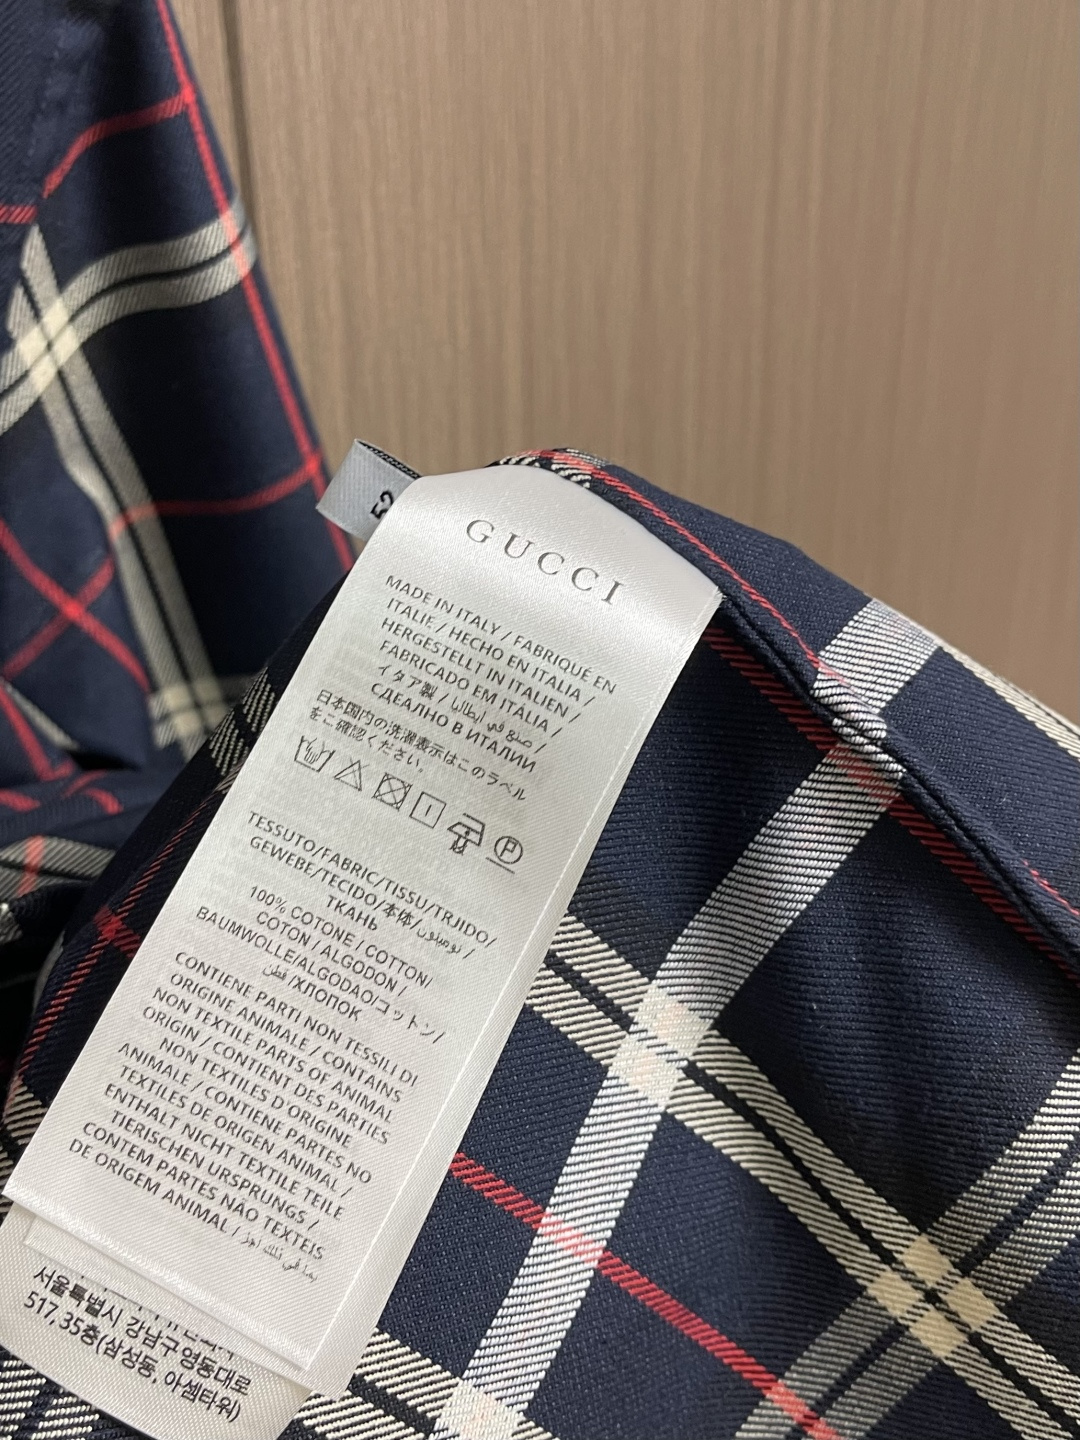 52
GUCCI
MADE IN ITALY / FABRIQUÉ EN
ITALIE / HECHO EN ITALIA /
HERGESTELLT IN ITALIEN /
FABRICADO EM ITÁLIA /
イタア製 / صنع في ايطاليا /
СДЕАЛНО В ИТАЛИИ
日本国内の洗濯表示はこのラベル
をご確認ください。
P
TESSUTO/FABRIC/TISSU/TRJIDO/
GEWEBE/TECIDO/本体/نوميتون /
ТКАНЬ
100% COTONE / COTTON/
COTON / ALGODON /
BAUMWOLLE/ALGODAO/コットン/
قطن/ХЛОПОК
CONTIENE PARTI NON TESSILI DI
ORIGINE ANIMALE / CONTAINS
NON TEXTILE PARTS OF ANIMAL
ORIGIN / CONTIENT DES PARTIES
NON TEXTILES D'ORIGINE
ANIMALE / CONTIENE PARTES NO
TEXTILES DE ORIGEN ANIMAL /
ENTHALT NICHT TEXTILE TEILE
TIERISCHEN URSPRUNGS /
CONTEM PARTES NÃO TEXTEIS
DE ORIGEM ANIMAL /
서울특별시 강남구 영동대로
517,35층(삼성동, 아셈타워)